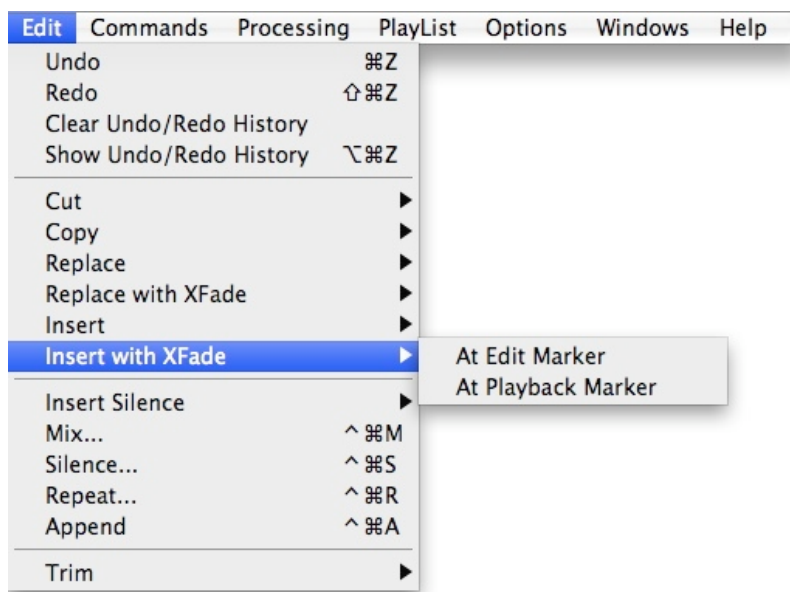 Edit Commands Processing PlayList Options Windows Help
Undo ⌘Z
Redo ⇧⌘Z
Clear Undo/Redo History
Show Undo/Redo History ⌥⌘Z
Cut
Copy
Replace
Replace with XFade
Insert
Insert with XFade
At Edit Marker
At Playback Marker
Insert Silence
Mix... ^⌘M
Silence... ^⌘S
Repeat... ^⌘R
Append ^⌘A
Trim